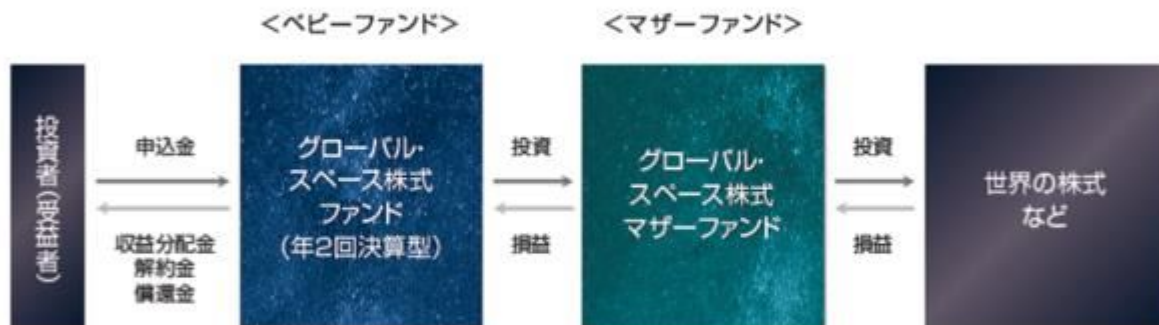 ＜ベビーファンド＞
＜マザーファンド＞
投資者(受益者)
申込金
収益分配金
解約金
償還金
グローバル・
スペース株式
ファンド
(年2回決算型)
投資
損益
グローバル・
スペース株式
マザーファンド
投資
損益
世界の株式
など